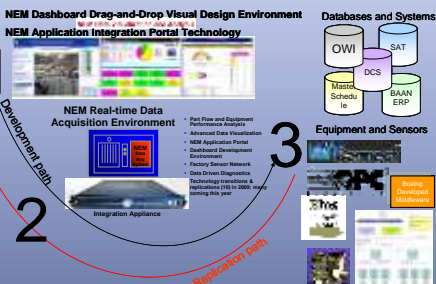 NEM Dashboard Drag-and-Drop Visual Design Environment
NEM Application Integration Portal Technology
Development path
NEM Real-time Data
Acquisition Environment
NEM
Data
Integration Appliance
• Part Flow and Equipment
Performance Analysis
• Advanced Data Visualization
• NEM Application Portal
• Dashboard Development
Environment
• Factory Sensor Network
• Data Driven Diagnostics
• Technology transitions &
replications (10) in 2009; many
coming this year
2
3
Replication path
Databases and Systems
OWI
SAT
DCS
Master
Schedu
le
BAAN
ERP
Equipment and Sensors
Boeing
Developed
Middleware